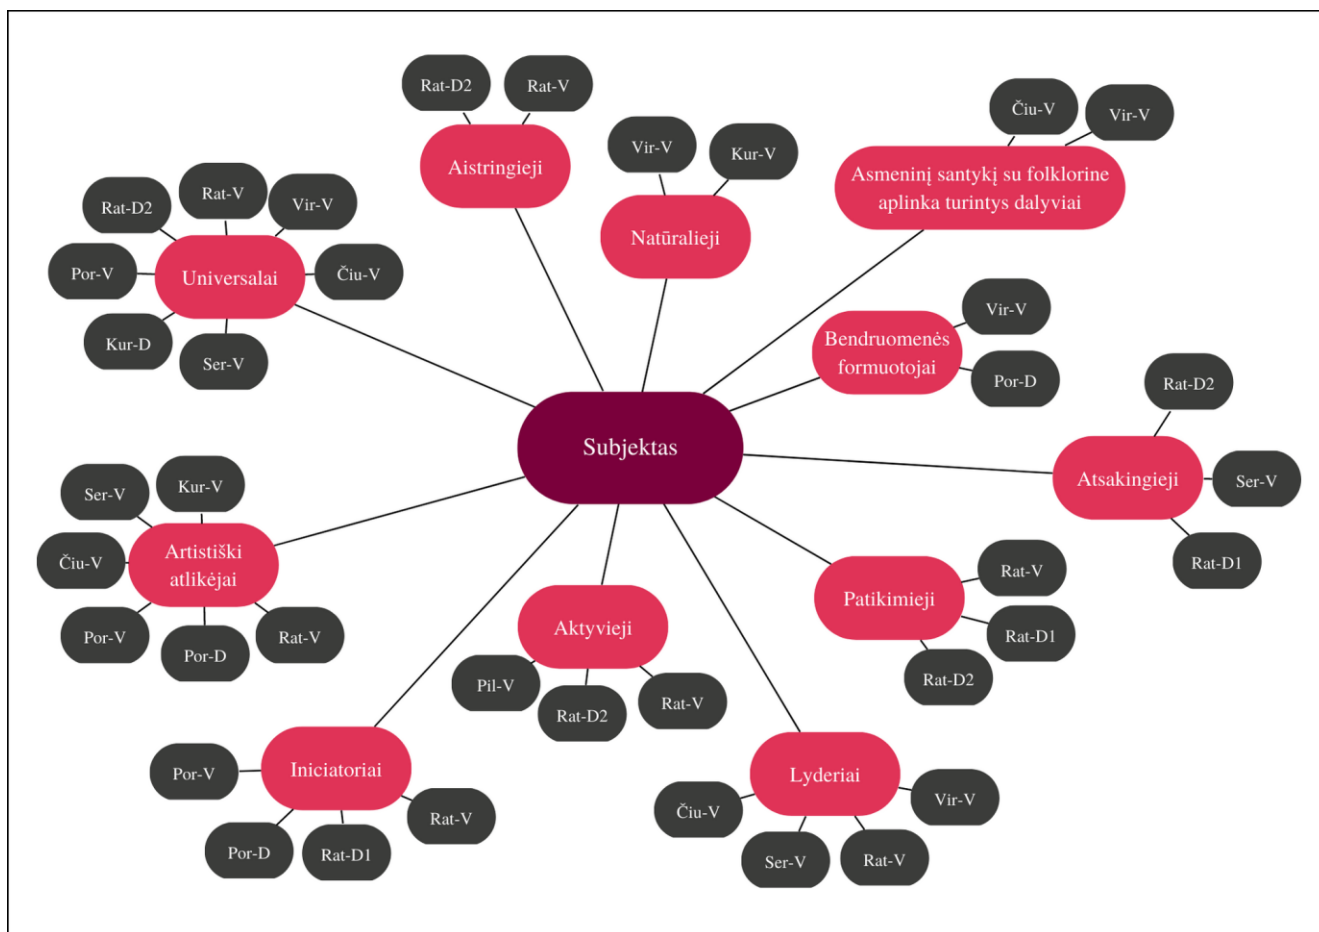 Rat-D2
Rat-V
Aistringieji
Vir-V
Kur-V
Natūralieji
Čiu-V
Vir-V
Asmeninį santykį su folklorine
aplinka turintys dalyviai
Rat-D2
Rat-V
Vir-V
Por-V
Universalai
Čiu-V
Kur-D
Ser-V
Bendruomenės
formuotojai
Vir-V
Por-D
Subjektas
Rat-D2
Atsakingieji
Ser-V
Rat-D1
Ser-V
Kur-V
Čiu-V
Artistiški
atlikėjai
Por-V
Por-D
Rat-V
Aktyvieji
Pil-V
Rat-D2
Rat-V
Patikimieji
Rat-V
Rat-D1
Rat-D2
Por-V
Iniciatoriai
Rat-V
Por-D
Rat-D1
Lyderiai
Čiu-V
Vir-V
Ser-V
Rat-V